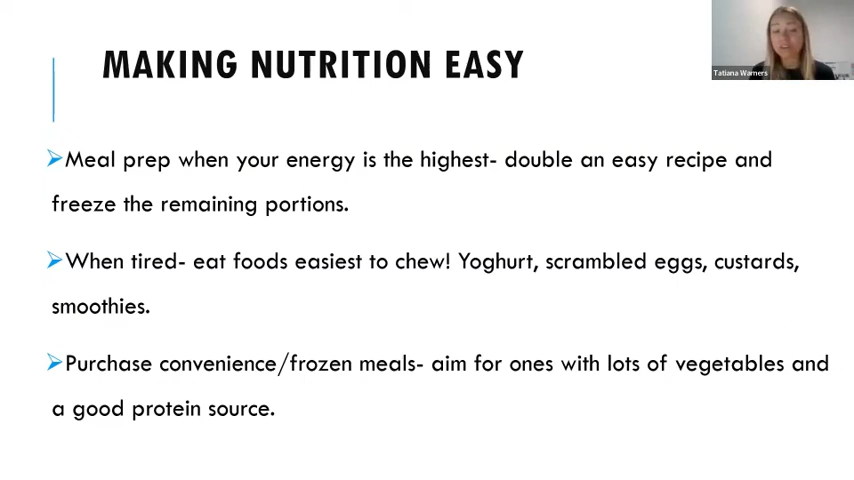 MAKING NUTRITION EASY
Tatiana Warners
Meal prep when your energy is the highest- double an easy recipe and
freeze the remaining portions.
When tired- eat foods easiest to chew! Yoghurt, scrambled eggs, custards,
smoothies.
Purchase convenience/frozen meals- aim for ones with lots of vegetables and
a good protein source.